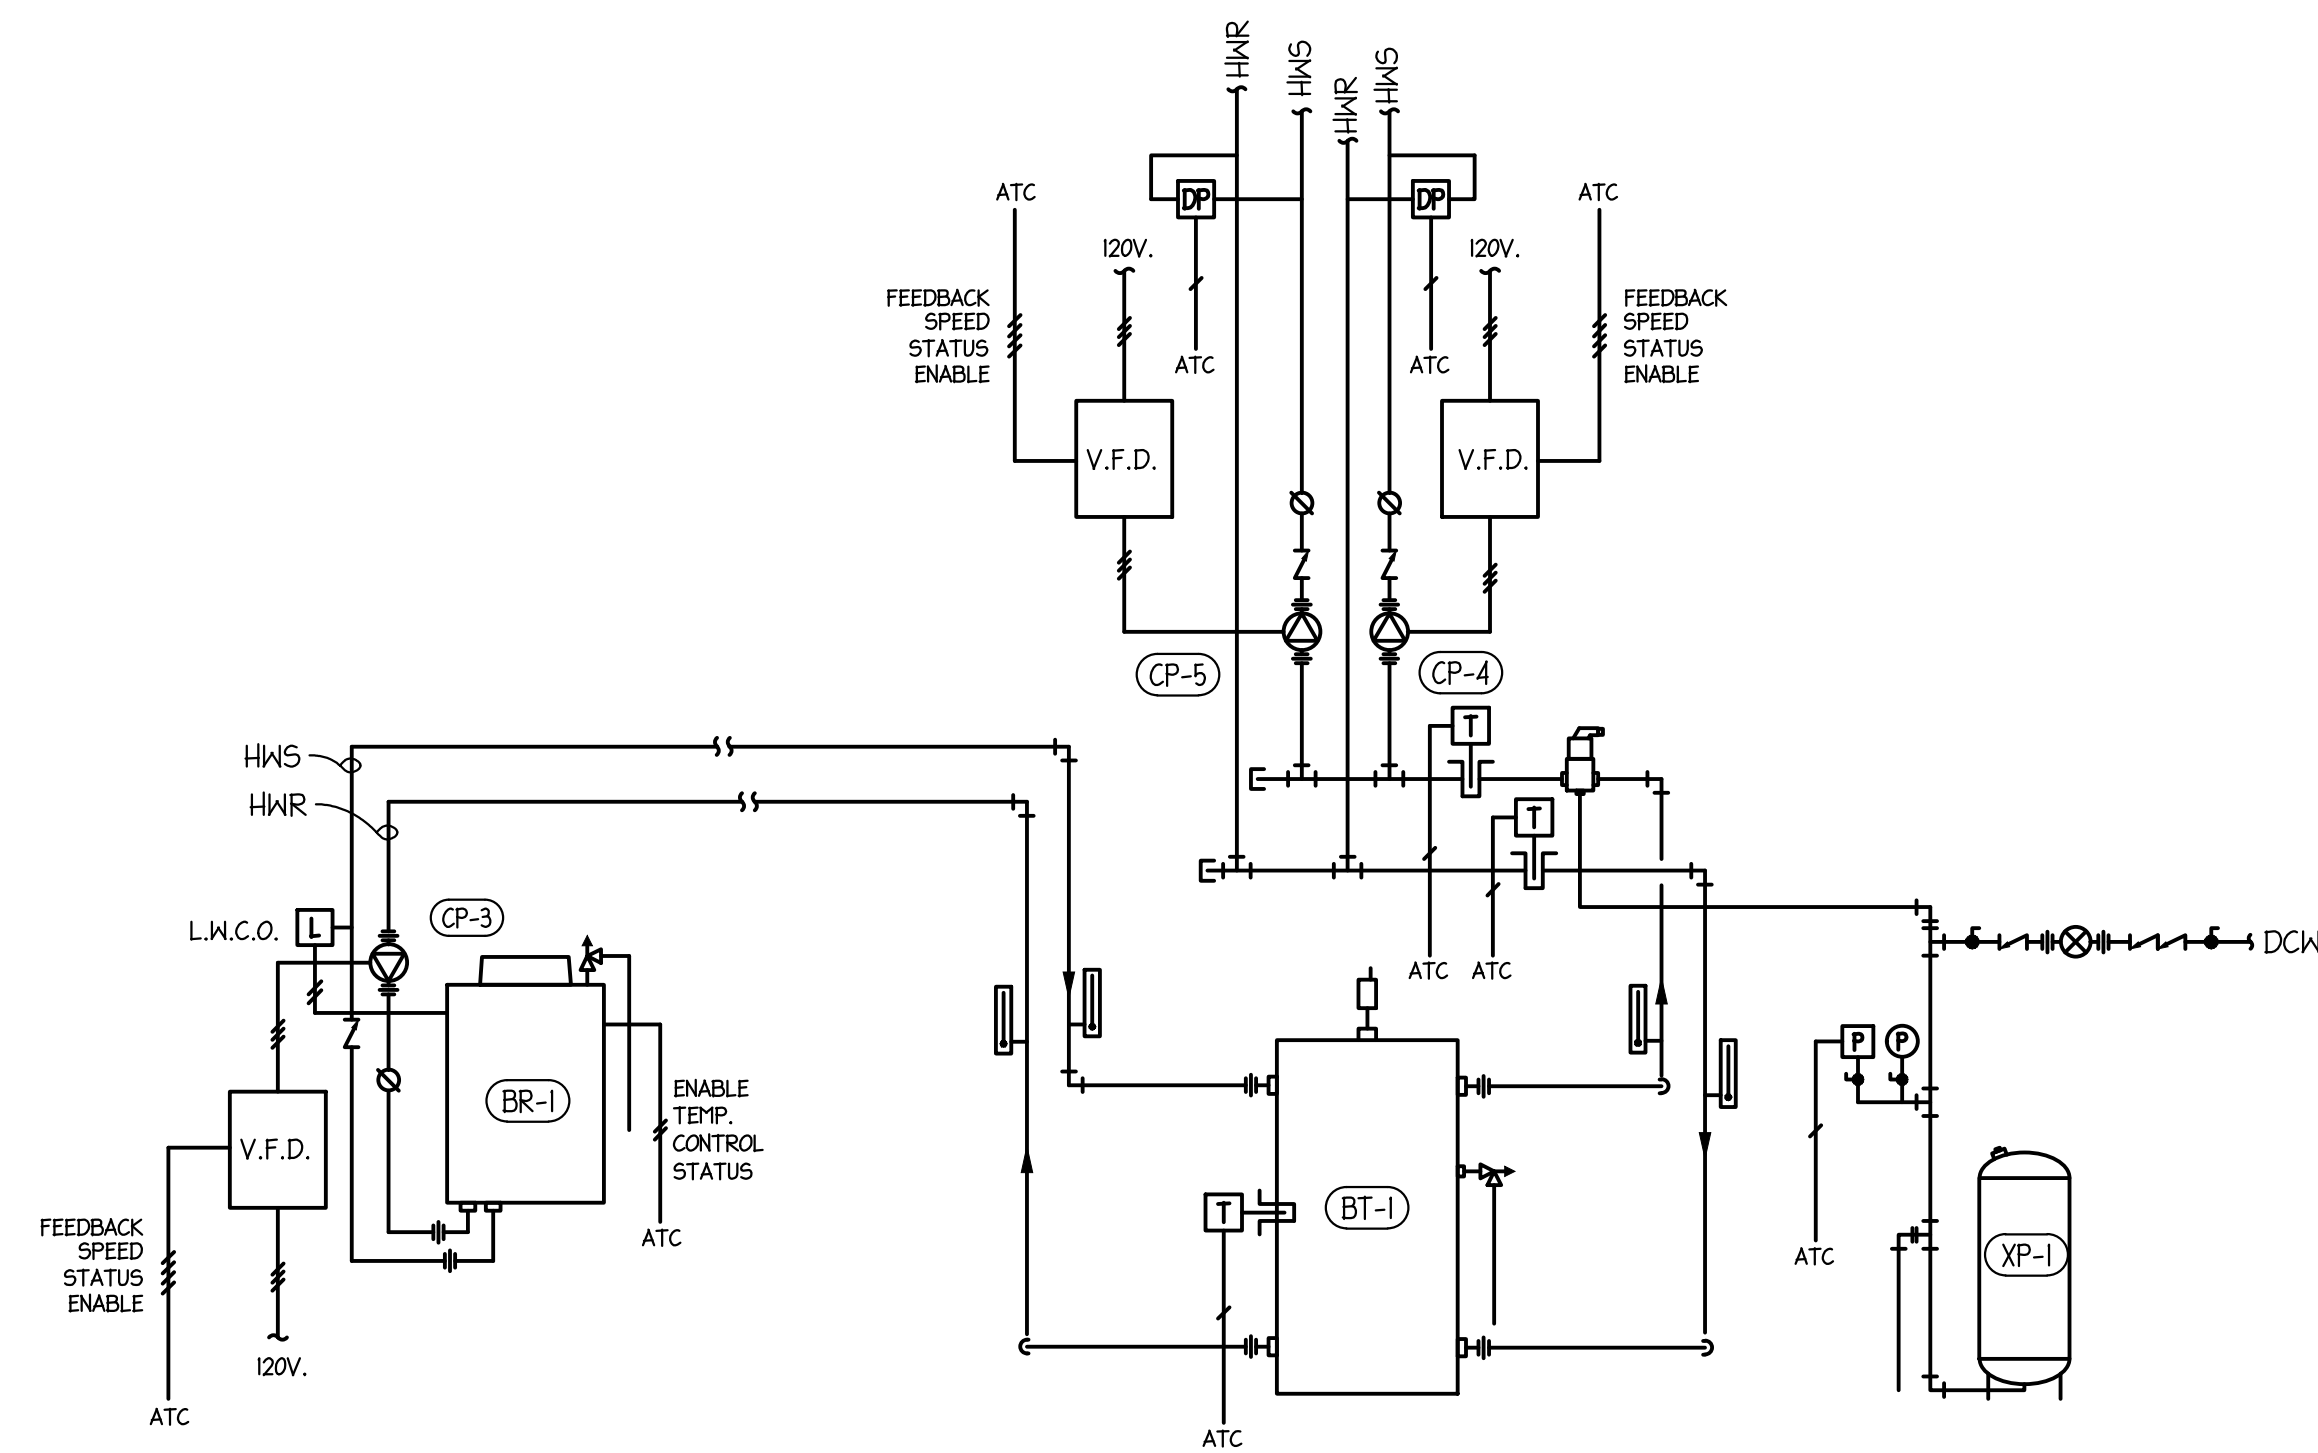 HWR
HWS
HWR
HWS
ATC
DP
DP
ATC
120V.
120V.
FEEDBACK
SPEED
STATUS
ENABLE
FEEDBACK
SPEED
STATUS
ENABLE
ATC
ATC
V.F.D.
V.F.D.
CP-5
CP-4
T
HWS
HWR
T
L.W.C.O.
L
CP-3
DCW
ATC
ATC
P
P
BR-1
ENABLE
TEMP.
CONTROL
STATUS
V.F.D.
T
BT-1
FEEDBACK
SPEED
STATUS
ENABLE
ATC
ATC
XP-1
120V.
ATC
ATC